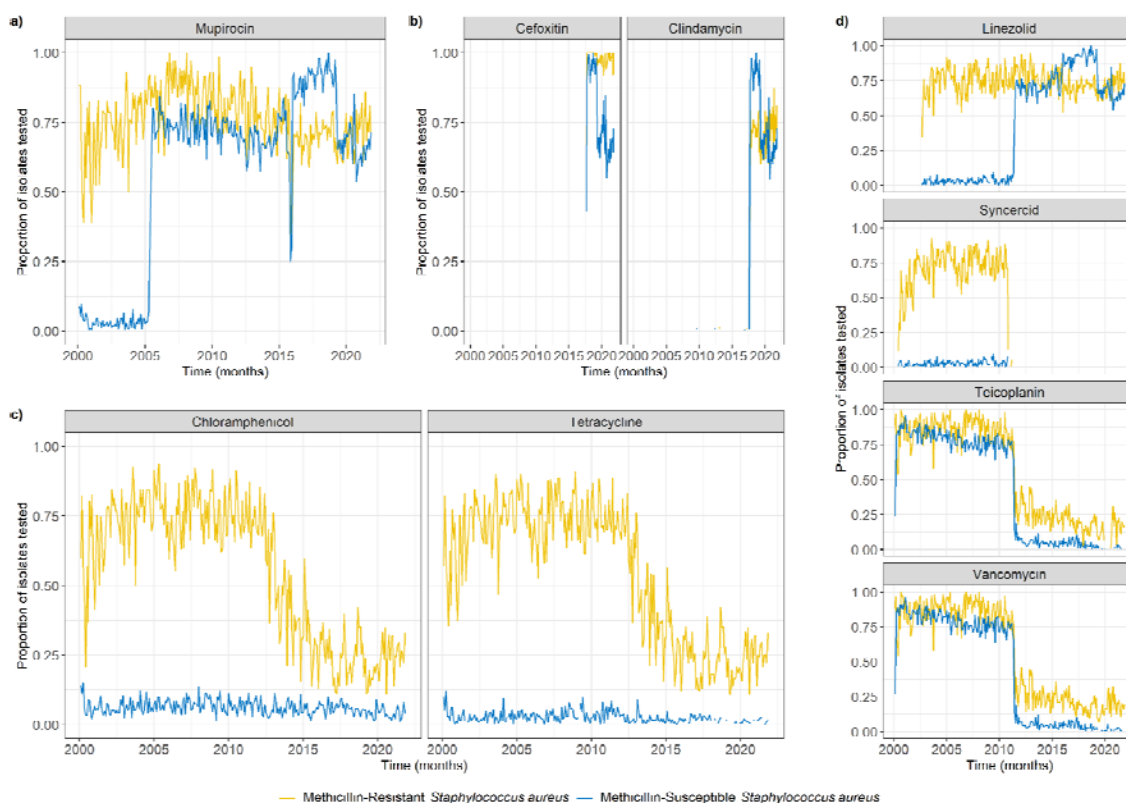 a)
Mupirocin
Proportion of isolates tested
1.00
0.75
0.50
0.25
0.00
2000 2005 2010 2015 2020
Time (months)
b)
Cefoxitin Clindamycin
Proportion of isolates tested
1.00
0.75
0.50
0.25
0.00
2000 2005 2010 2015 2020 2000 2005 2010 2015 2020
Time (months)
c)
Chloramphenicol Tetracycline
Proportion of isolates tested
1.00
0.75
0.50
0.25
0.00
2000 2005 2010 2015 2020 2000 2005 2010 2015 2020
Time (months)
d)
Linezolid
1.00
0.75
0.50
0.25
0.00
Syncercid
1.00
0.75
0.50
0.25
0.00
Proportion of isolates tested
Teicoplanin
1.00
0.75
0.50
0.25
0.00
Vancomycin
1.00
0.75
0.50
0.25
0.00
2000 2005 2010 2015 2020
Time (months)
Methicillin-Resistant Staphylococcus aureus Methicillin-Susceptible Staphylococcus aureus